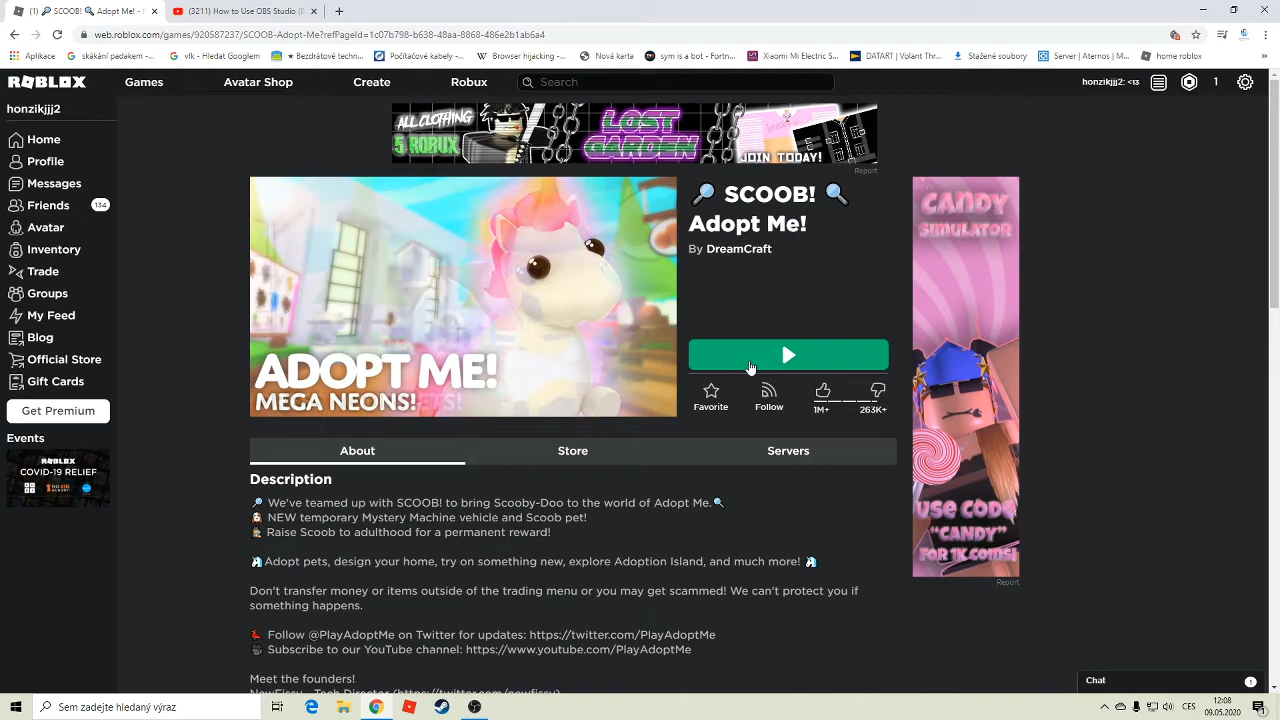 (1) 🔎 SCOOB! 🔍 Adopt Me! - R
(3211) How to Use OBS Studio (B
web.roblox.com/games/920587237/SCOOB-Adopt-Me?refPageId=1c07b798-b638-48aa-8868-486e2b1ab6a4
Aplikace
skákání padákem -...
vlk - Hledat Googlem
★ Bezdrátové Mobil...
Počítačové kabely -...
Browser hijacking -...
Nová karta
sym is a bot - Fortn...
Xiaomi Mi Electric S...
DATART | Volant Thr...
Stažené soubory
Server | Aternos | M...
Home - Roblox
ROBLOX
Games
Avatar Shop
Create
Robux
Search
honzikjjj2: <13
1
honzikjjj2
Home
Profile
Messages
Friends
134
Avatar
Inventory
Trade
Groups
My Feed
Blog
Official Store
Gift Cards
Get Premium
Events
ROBLOX
COVID-19 RELIEF
ALL CLOTHING
5 ROBUX
LOST
GARDEN
JOIN TODAY!
Report
ADOPT ME!
MEGA NEONS!
🔎 SCOOB! 🔍
Adopt Me!
By DreamCraft
Favorite
Follow
1M+
263K+
CANDY
SIMULATOR
USE CODE
"CANDY"
FOR 1K COINS!
Report
About
Store
Servers
Description
🔎 We've teamed up with SCOOB! to bring Scooby-Doo to the world of Adopt Me.🔍
NEW temporary Mystery Machine vehicle and Scoob pet!
Raise Scoob to adulthood for a permanent reward!
🦄Adopt pets, design your home, try on something new, explore Adoption Island, and much more! 🦄
Don't transfer money or items outside of the trading menu or you may get scammed! We can't protect you if
something happens.
Follow @PlayAdoptMe on Twitter for updates: https://twitter.com/PlayAdoptMe
Subscribe to our YouTube channel: https://www.youtube.com/PlayAdoptMe
Meet the founders!
NewFissy - Tech Director (https://twitter.com/newfissy)
Chat
1
Sem zadejte hledaný výraz
12:08
09.05.2020
1